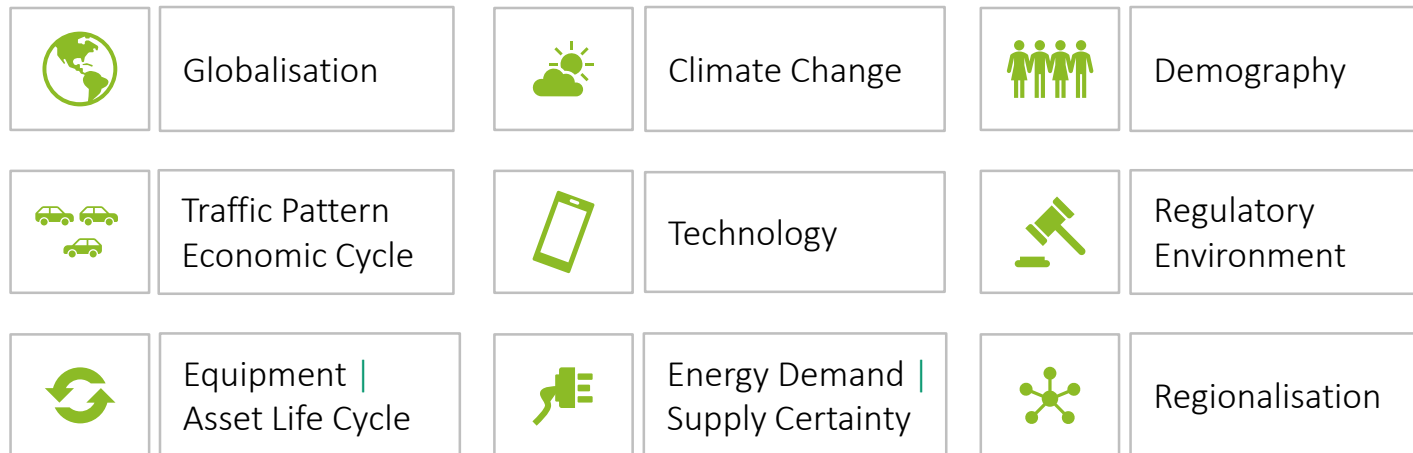 Globalisation
Climate Change
Demography
Traffic Pattern
Economic Cycle
Technology
Regulatory
Environment
Equipment |
Asset Life Cycle
Energy Demand |
Supply Certainty
Regionalisation